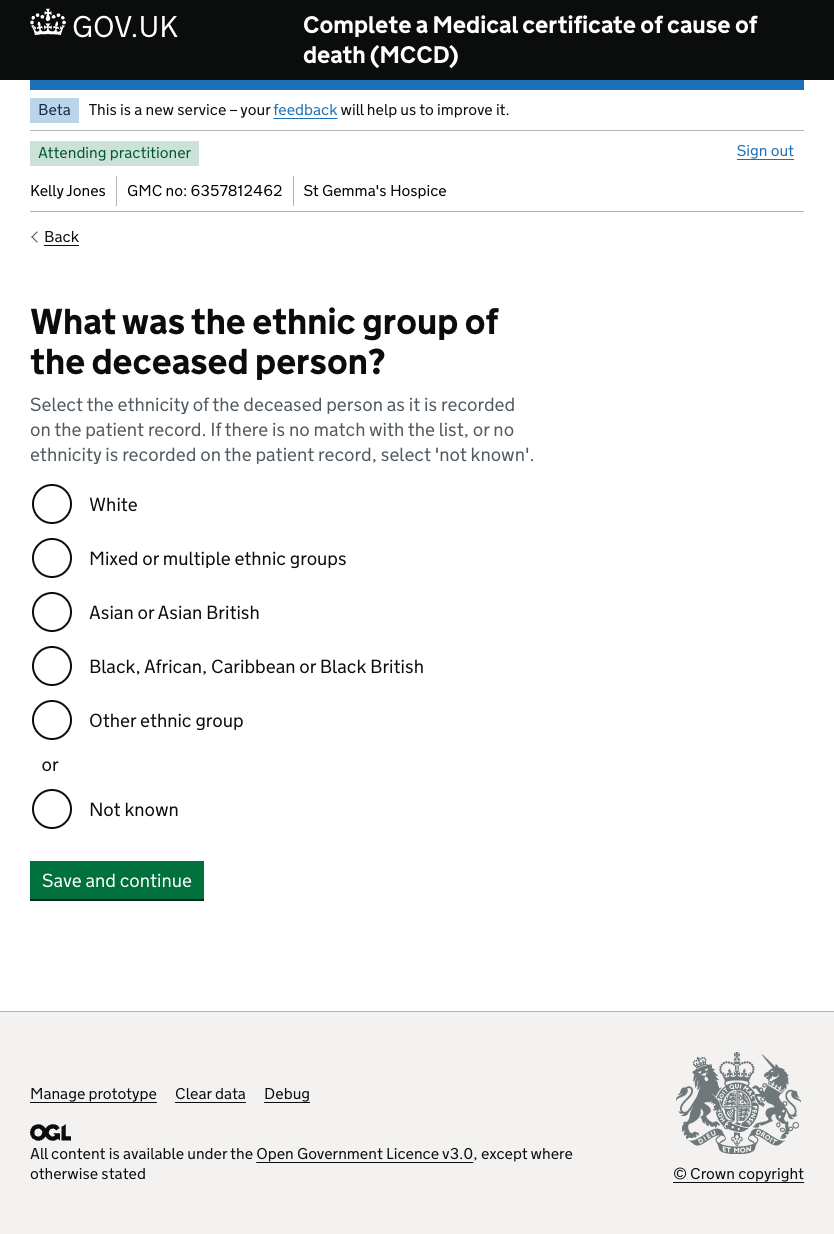 GOV.UK
Complete a Medical certificate of cause of
death (MCCD)
Beta This is a new service – your feedback will help us to improve it.
Attending practitioner
Sign out
Kelly Jones GMC no: 6357812462 St Gemma's Hospice
Back
What was the ethnic group of
the deceased person?
Select the ethnicity of the deceased person as it is recorded
on the patient record. If there is no match with the list, or no
ethnicity is recorded on the patient record, select 'not known'.
White
Mixed or multiple ethnic groups
Asian or Asian British
Black, African, Caribbean or Black British
Other ethnic group
or
Not known
Save and continue
Manage prototype Clear data Debug
OGL
All content is available under the Open Government Licence v3.0, except where
otherwise stated
DIEU ET MON DROIT
© Crown copyright